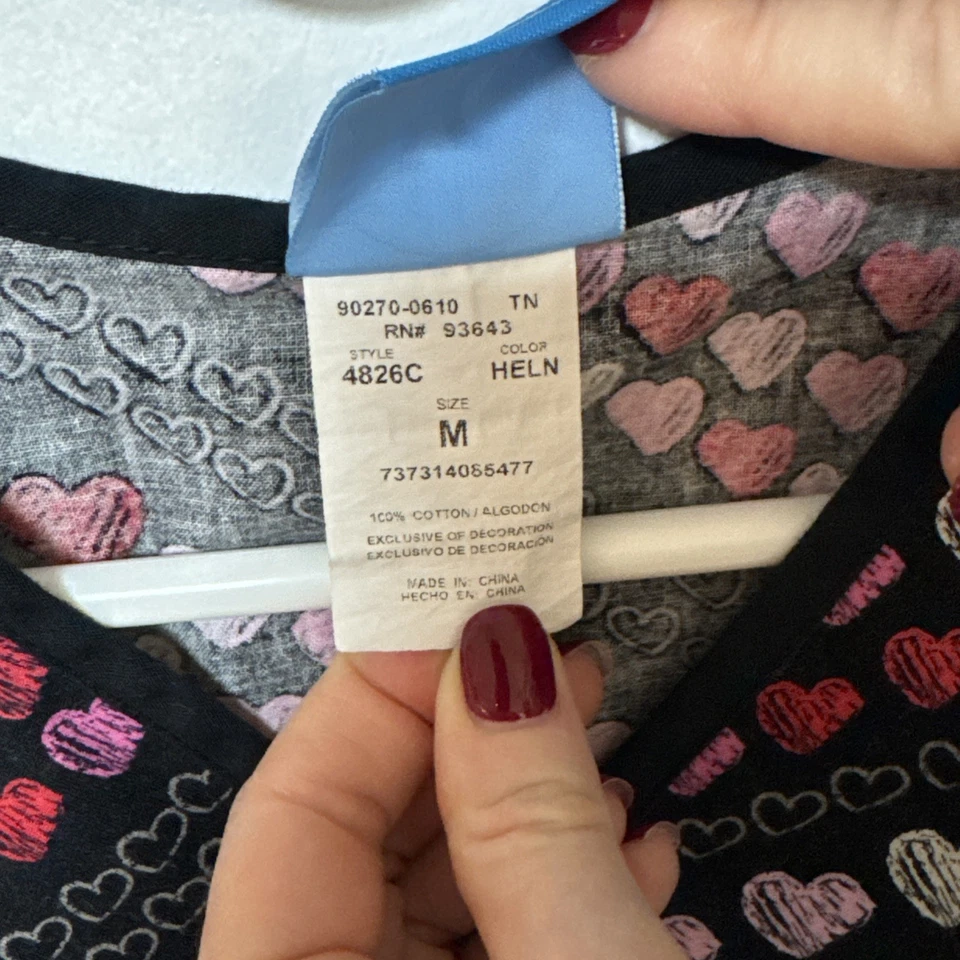 90270-0610 TN
RN# 93643
STYLE COLOR
4826C HELN
SIZE
M
737314085477
100% COTTON / ALGODON
EXCLUSIVE OF DECORATION
EXCLUSIVO DE DECORACIÓN
MADE IN: CHINA
HECHO EN: CHINA